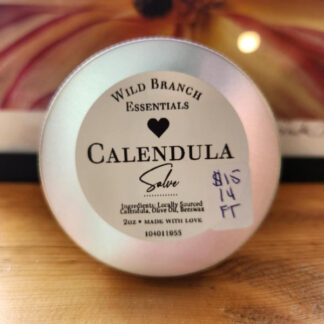 Wild Branch
Essentials
Calendula
Salve
Ingredients: Locally Sourced
Calendula, Olive Oil, Beeswax
2oz • made with love
104011955
$15
14
FT